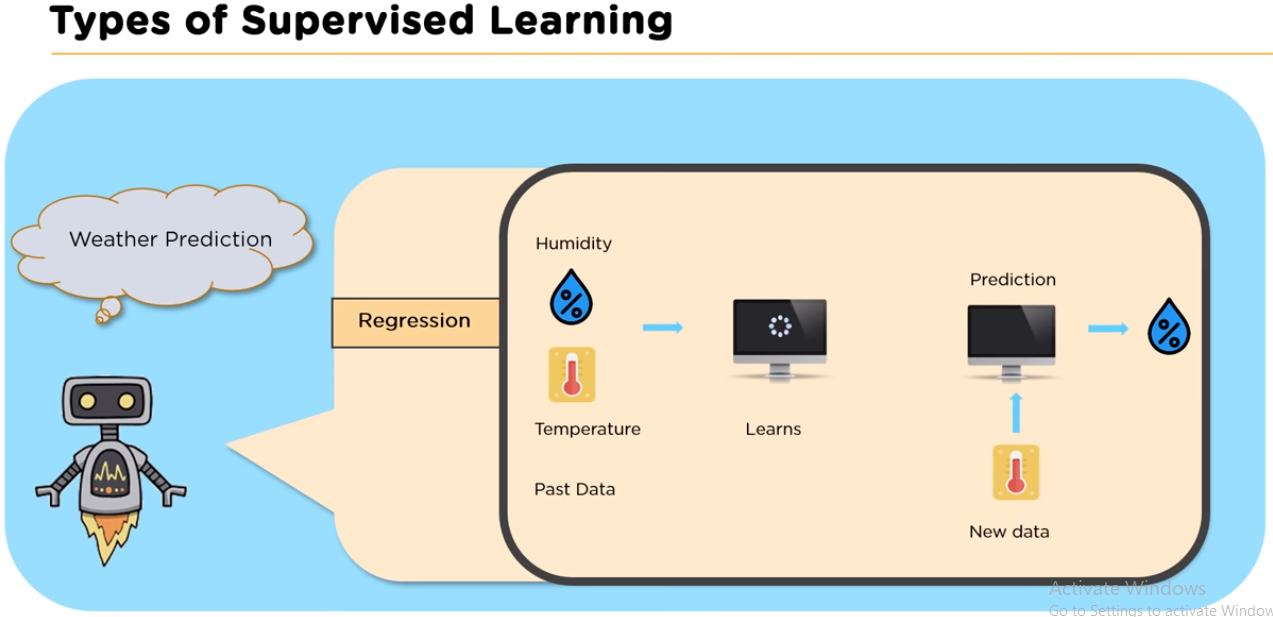 Types of Supervised Learning
Weather Prediction
Regression
Humidity
%
Temperature
Past Data
Learns
Prediction
%
New data
Activate Windows
Go to Settings to activate Window